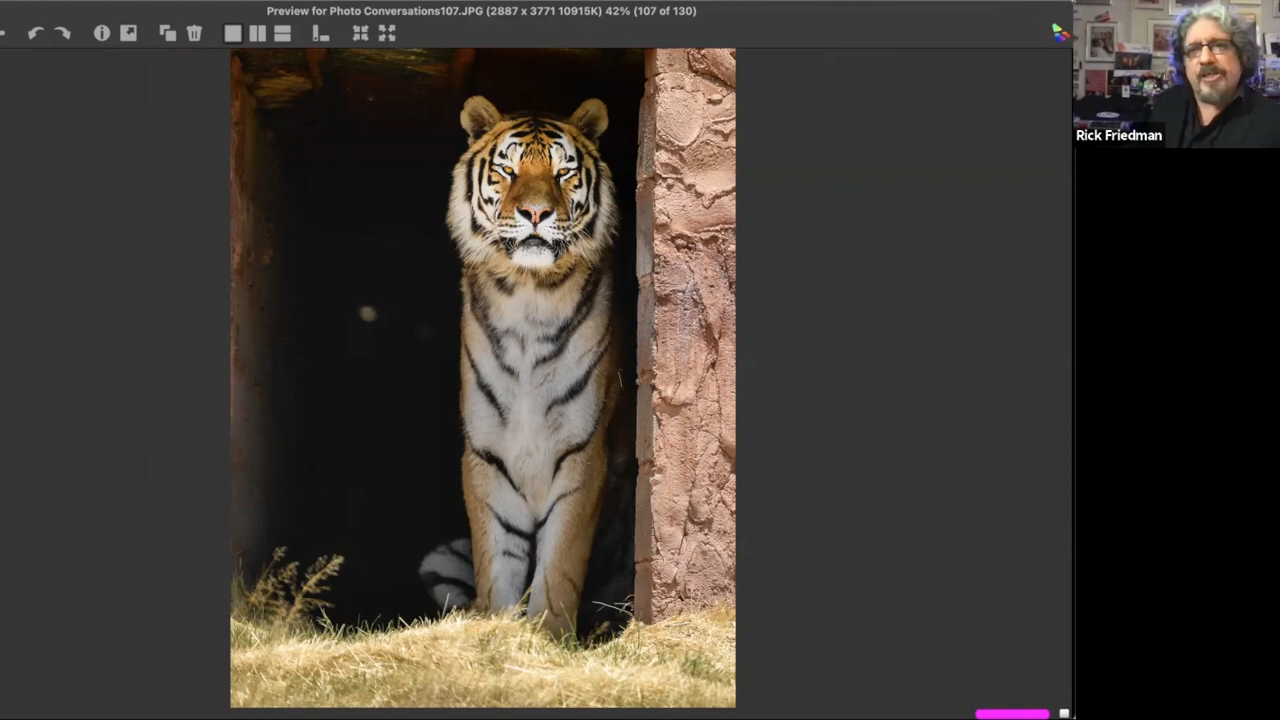 Preview for Photo Conversations107.JPG (2887 x 3771 10915K) 42% (107 of 130)
Rick Friedman